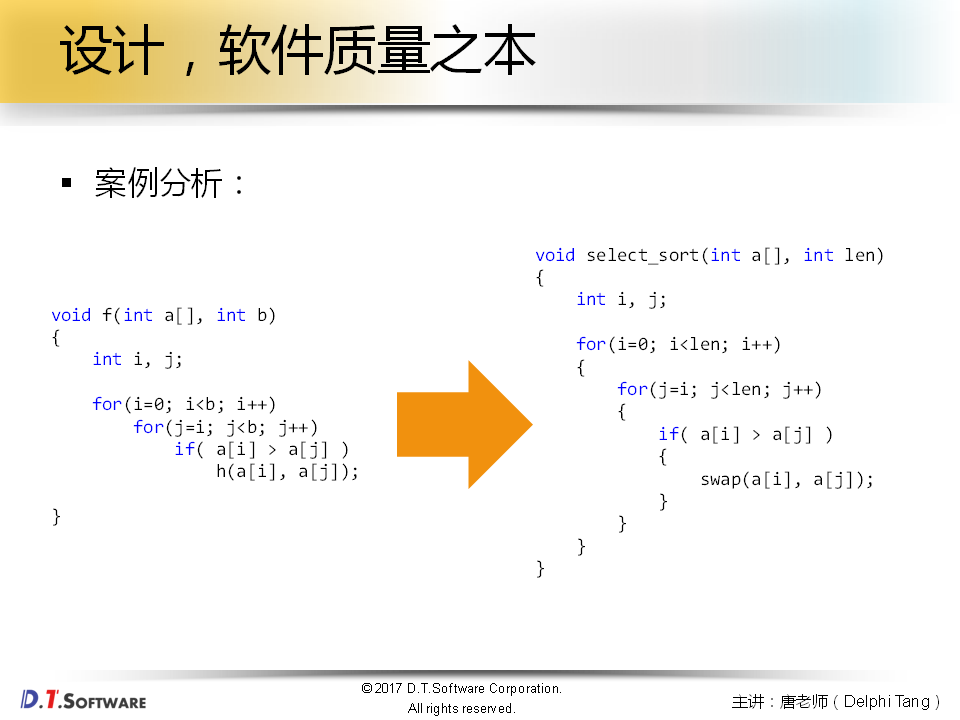 设计，软件质量之本
▪ 案例分析：
void f(int a[], int b)
{
    int i, j;

    for(i=0; i<b; i++)
        for(j=i; j<b; j++)
            if( a[i] > a[j] )
                h(a[i], a[j]);

}
void select_sort(int a[], int len)
{
    int i, j;

    for(i=0; i<len; i++)
    {
        for(j=i; j<len; j++)
        {
            if( a[i] > a[j] )
            {
                swap(a[i], a[j]);
            }
        }
    }
}
D.T.SOFTWARE
©2017 D.T.Software Corporation.
All rights reserved.
主讲：唐老师（Delphi Tang）